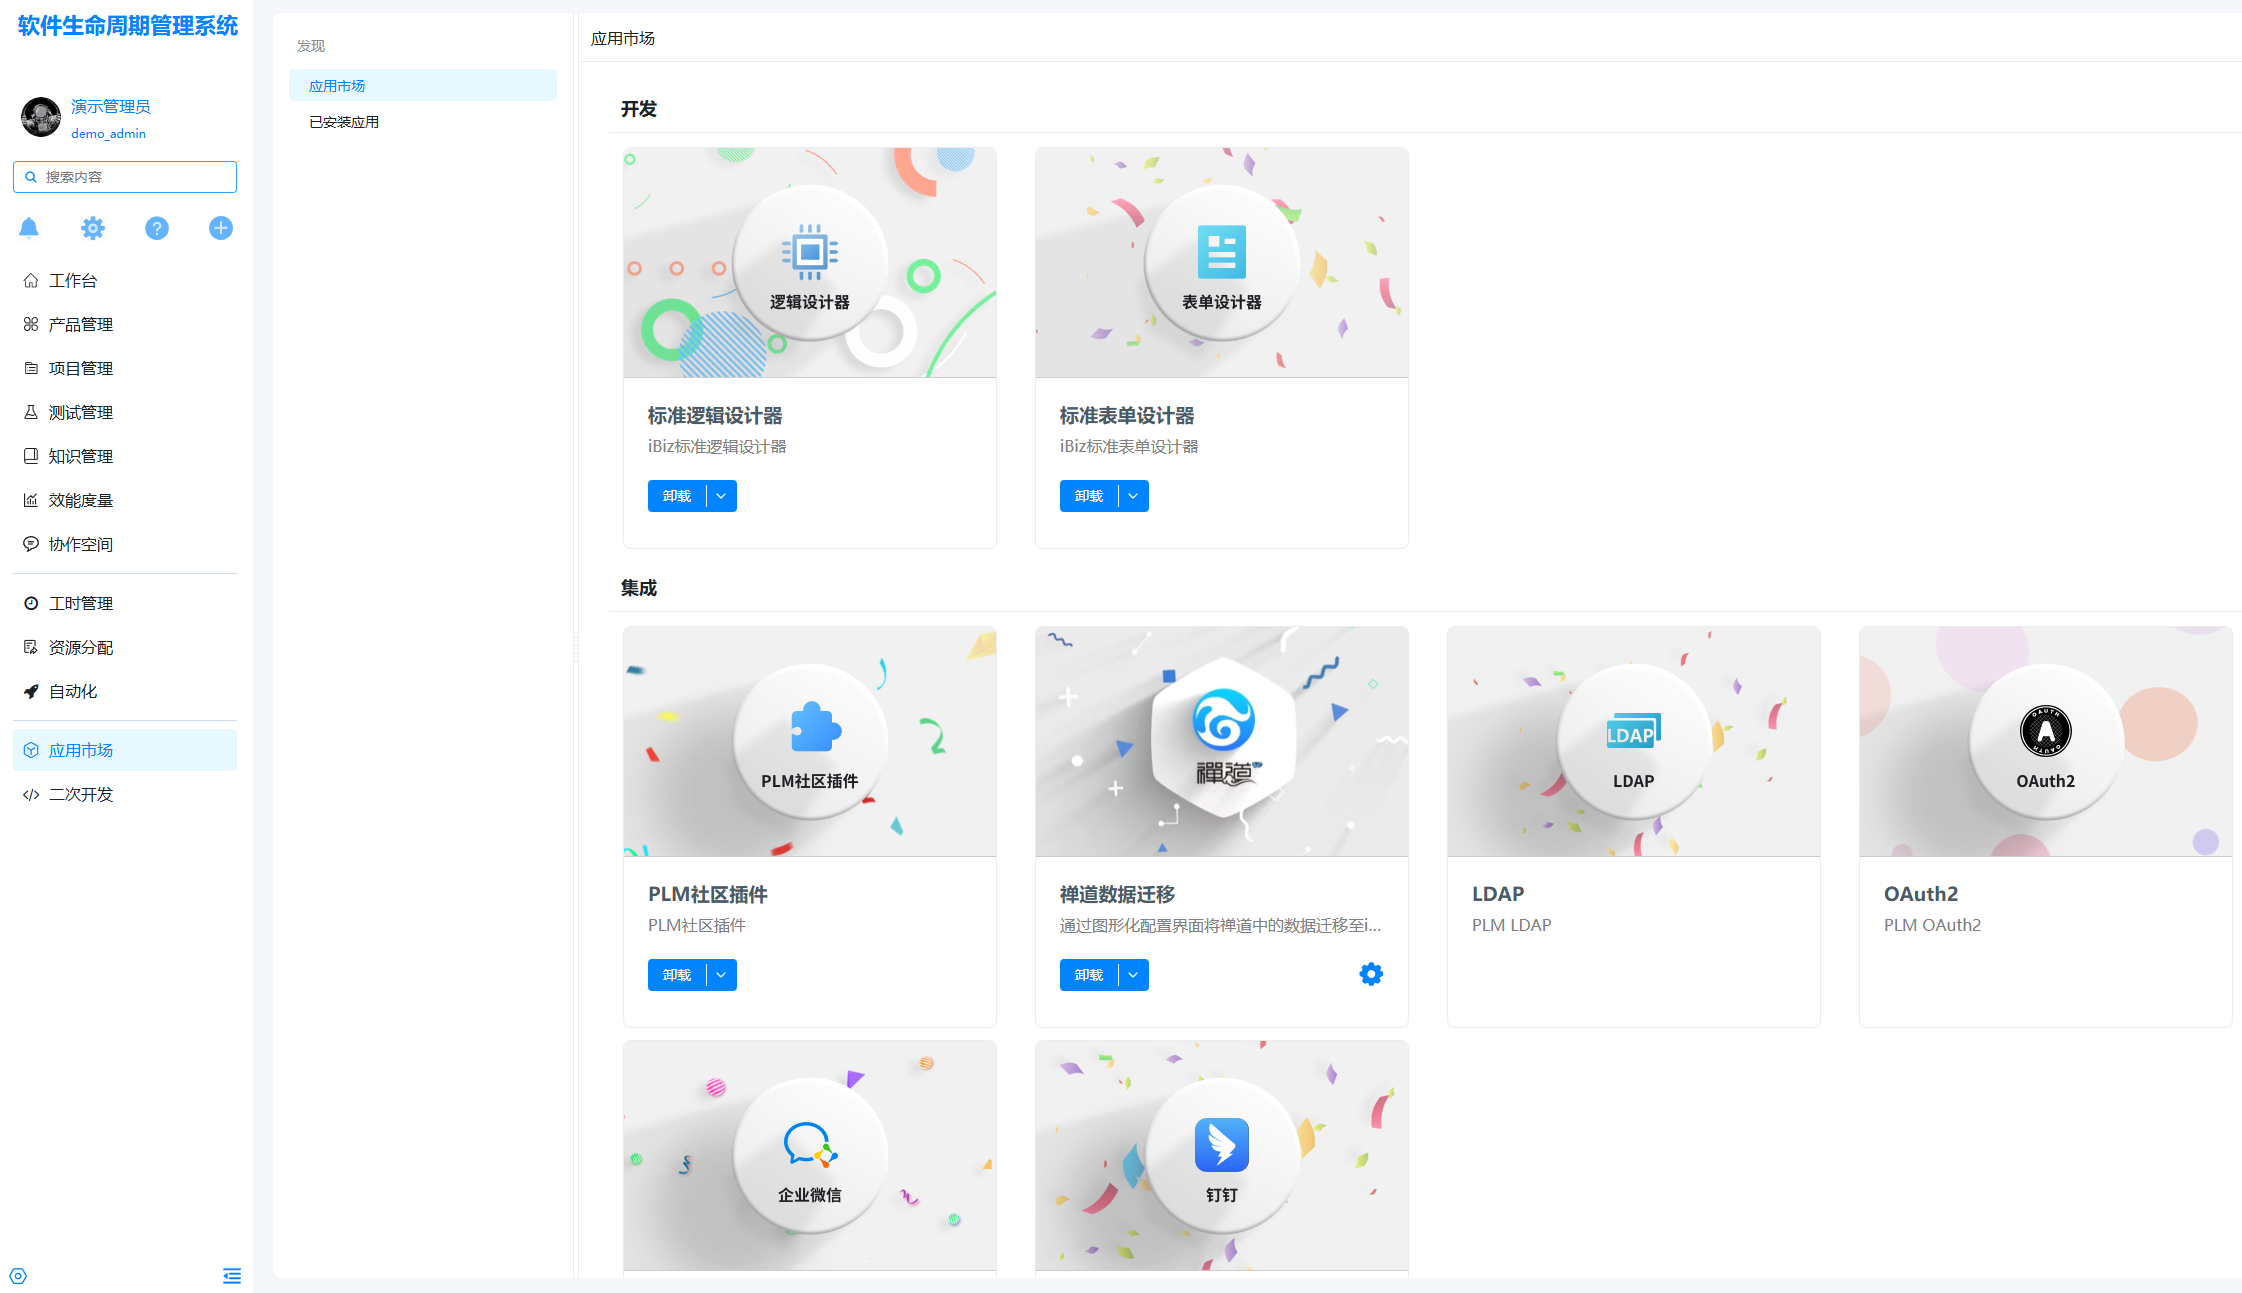 软件生命周期管理系统
演示管理员
demo_admin
搜索内容
工作台
产品管理
项目管理
测试管理
知识管理
效能度量
协作空间
工时管理
资源分配
自动化
应用市场
二次开发
发现
应用市场
已安装应用
应用市场
开发
逻辑设计器
标准逻辑设计器
iBiz标准逻辑设计器
卸载
表单设计器
标准表单设计器
iBiz标准表单设计器
卸载
集成
PLM社区插件
PLM社区插件
PLM社区插件
卸载
禅道
禅道数据迁移
通过图形化配置界面将禅道中的数据迁移至i...
卸载
LDAP
LDAP
LDAP
PLM LDAP
OAUTH
A
OAUTH
OAuth2
OAuth2
PLM OAuth2
企业微信
钉钉